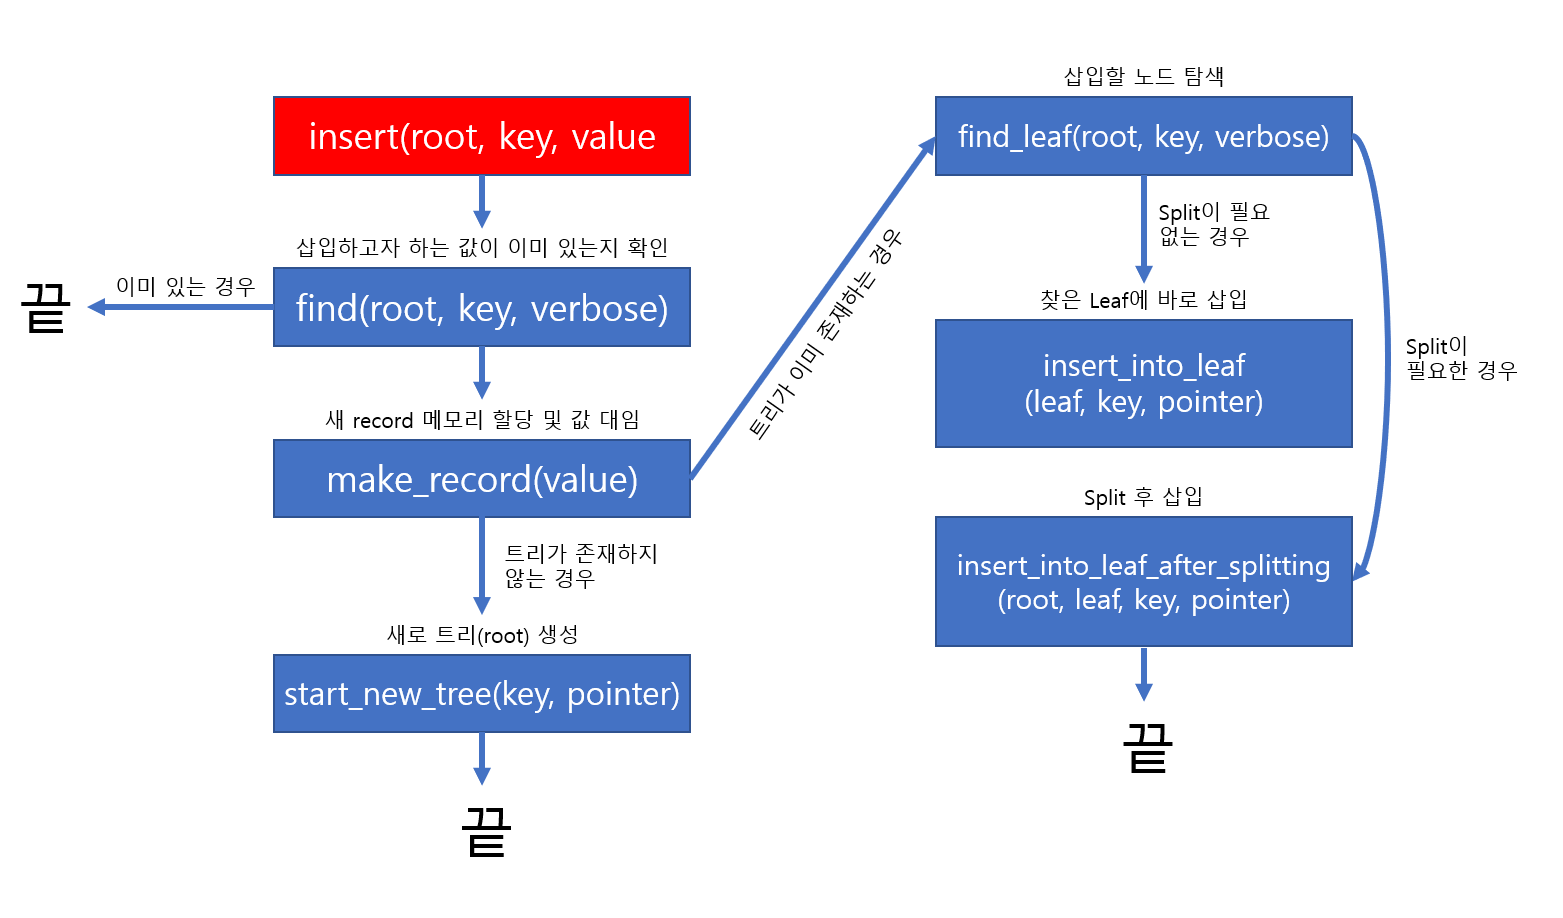 insert(root, key, value
삽입하고자 하는 값이 이미 있는지 확인
이미 있는 경우
끝
find(root, key, verbose)
새 record 메모리 할당 및 값 대임
make_record(value)
트리가 존재하지
않는 경우
새로 트리(root) 생성
start_new_tree(key, pointer)
끝
트리가 이미 존재하는 경우
삽입할 노드 탐색
find_leaf(root, key, verbose)
Split이 필요
없는 경우
찾은 Leaf에 바로 삽입
insert_into_leaf
(leaf, key, pointer)
Split이
필요한 경우
Split 후 삽입
insert_into_leaf_after_splitting
(root, leaf, key, pointer)
끝